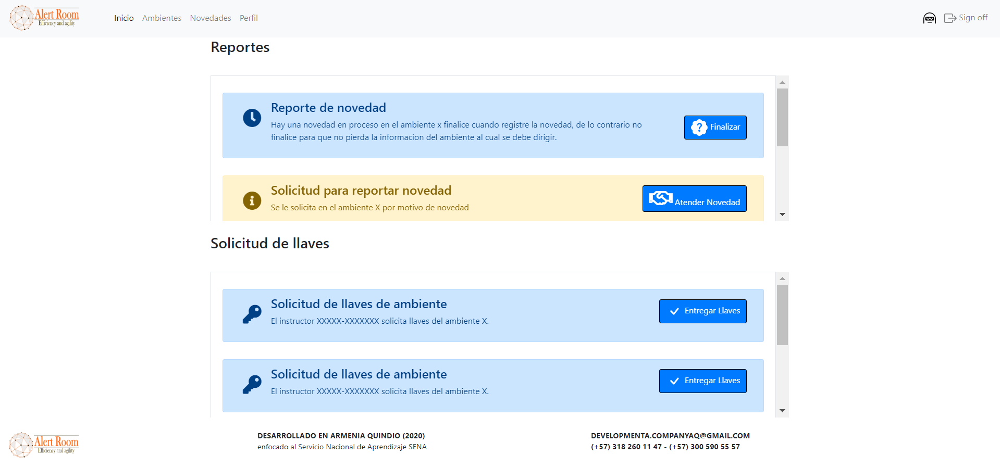 Alert Room
Efficiency and agility
Inicio Ambientes Novedades Perfil
Sign off
Reportes
Reporte de novedad
Hay una novedad en proceso en el ambiente x finalice cuando registre la novedad, de lo contrario no
finalice para que no pierda la informacion del ambiente al cual se debe dirigir.
? Finalizar
Solicitud para reportar novedad
Se le solicita en el ambiente X por motivo de novedad
Atender Novedad
Solicitud de llaves
Solicitud de llaves de ambiente
El instructor XXXXX-XXXXXXX solicita llaves del ambiente X.
Entregar Llaves
Solicitud de llaves de ambiente
El instructor XXXXX-XXXXXXX solicita llaves del ambiente X.
Entregar Llaves
Alert Room
Efficiency and agility
DESARROLLADO EN ARMENIA QUINDIO (2020)
enfocado al Servicio Nacional de Aprendizaje SENA
DEVELOPMENTA.COMPANYAQ@GMAIL.COM
(+57) 318 260 11 47 - (+57) 300 590 55 57